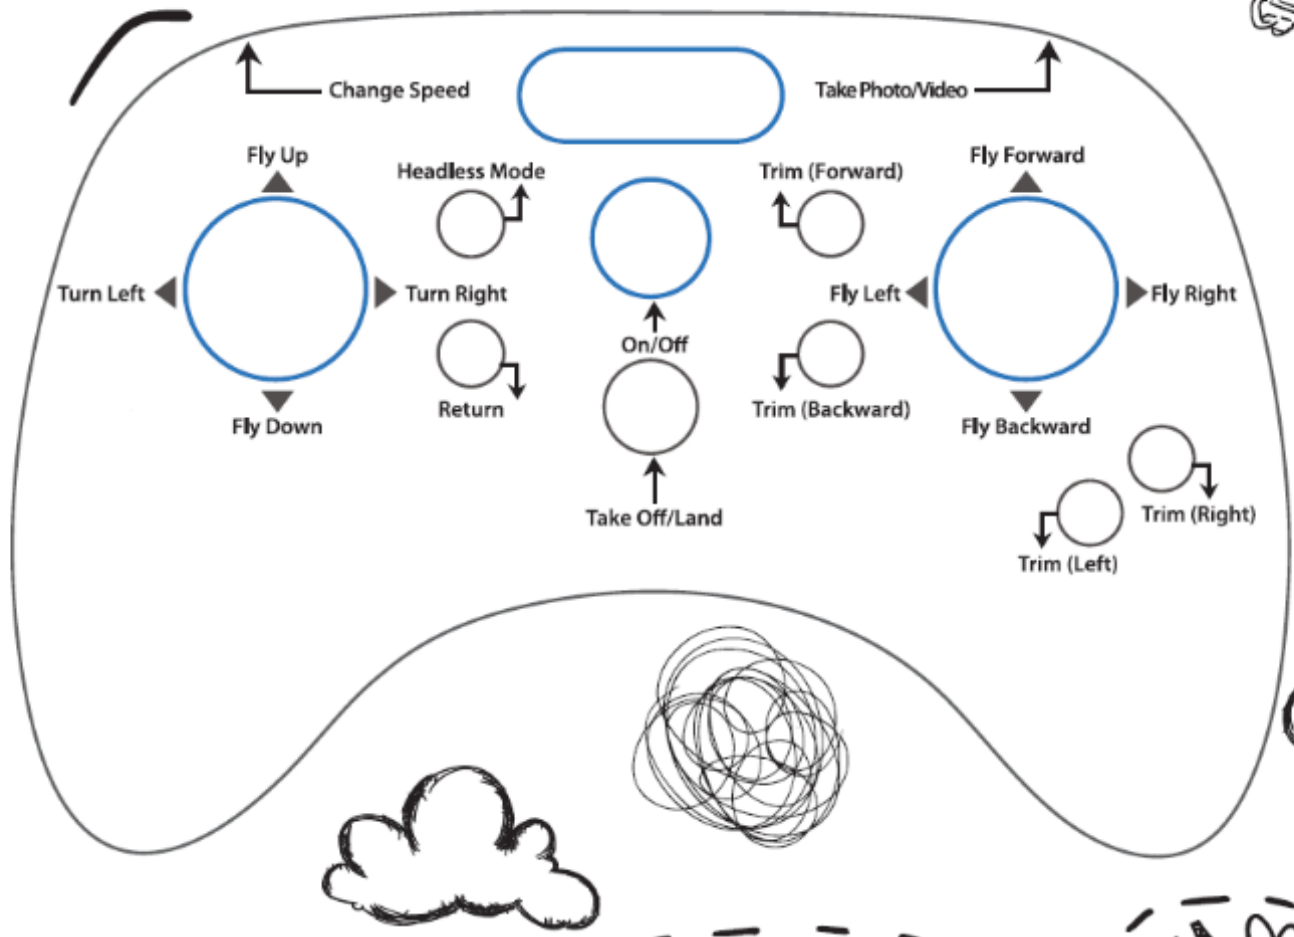 Change Speed
Take Photo/Video
Fly Up
Fly Forward
Headless Mode
Trim (Forward)
Turn Left
Turn Right
Fly Left
Fly Right
On/Off
Return
Trim (Backward)
Fly Down
Fly Backward
Take Off/Land
Trim (Right)
Trim (Left)